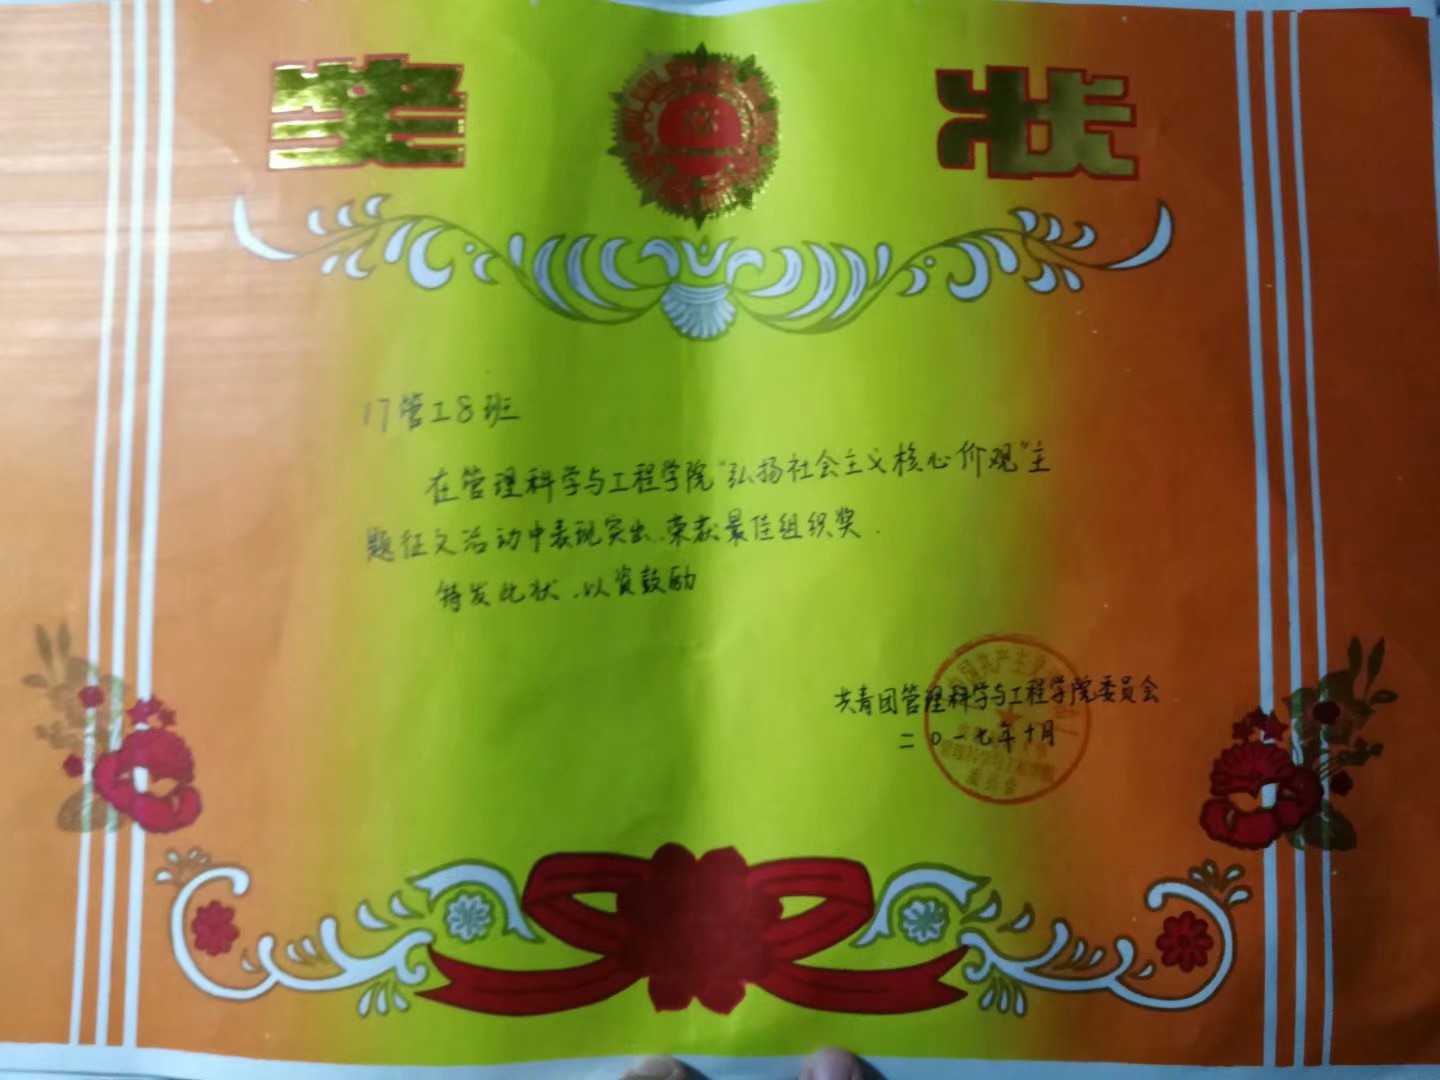 奖状
17管工8班
在管理科学与工程学院“弘扬社会主义核心价观”主
题征文活动中表现突出、荣获最佳组织奖.
特发此状、以资鼓励
共青团管理科学与工程学院委员会
二0一七年十月